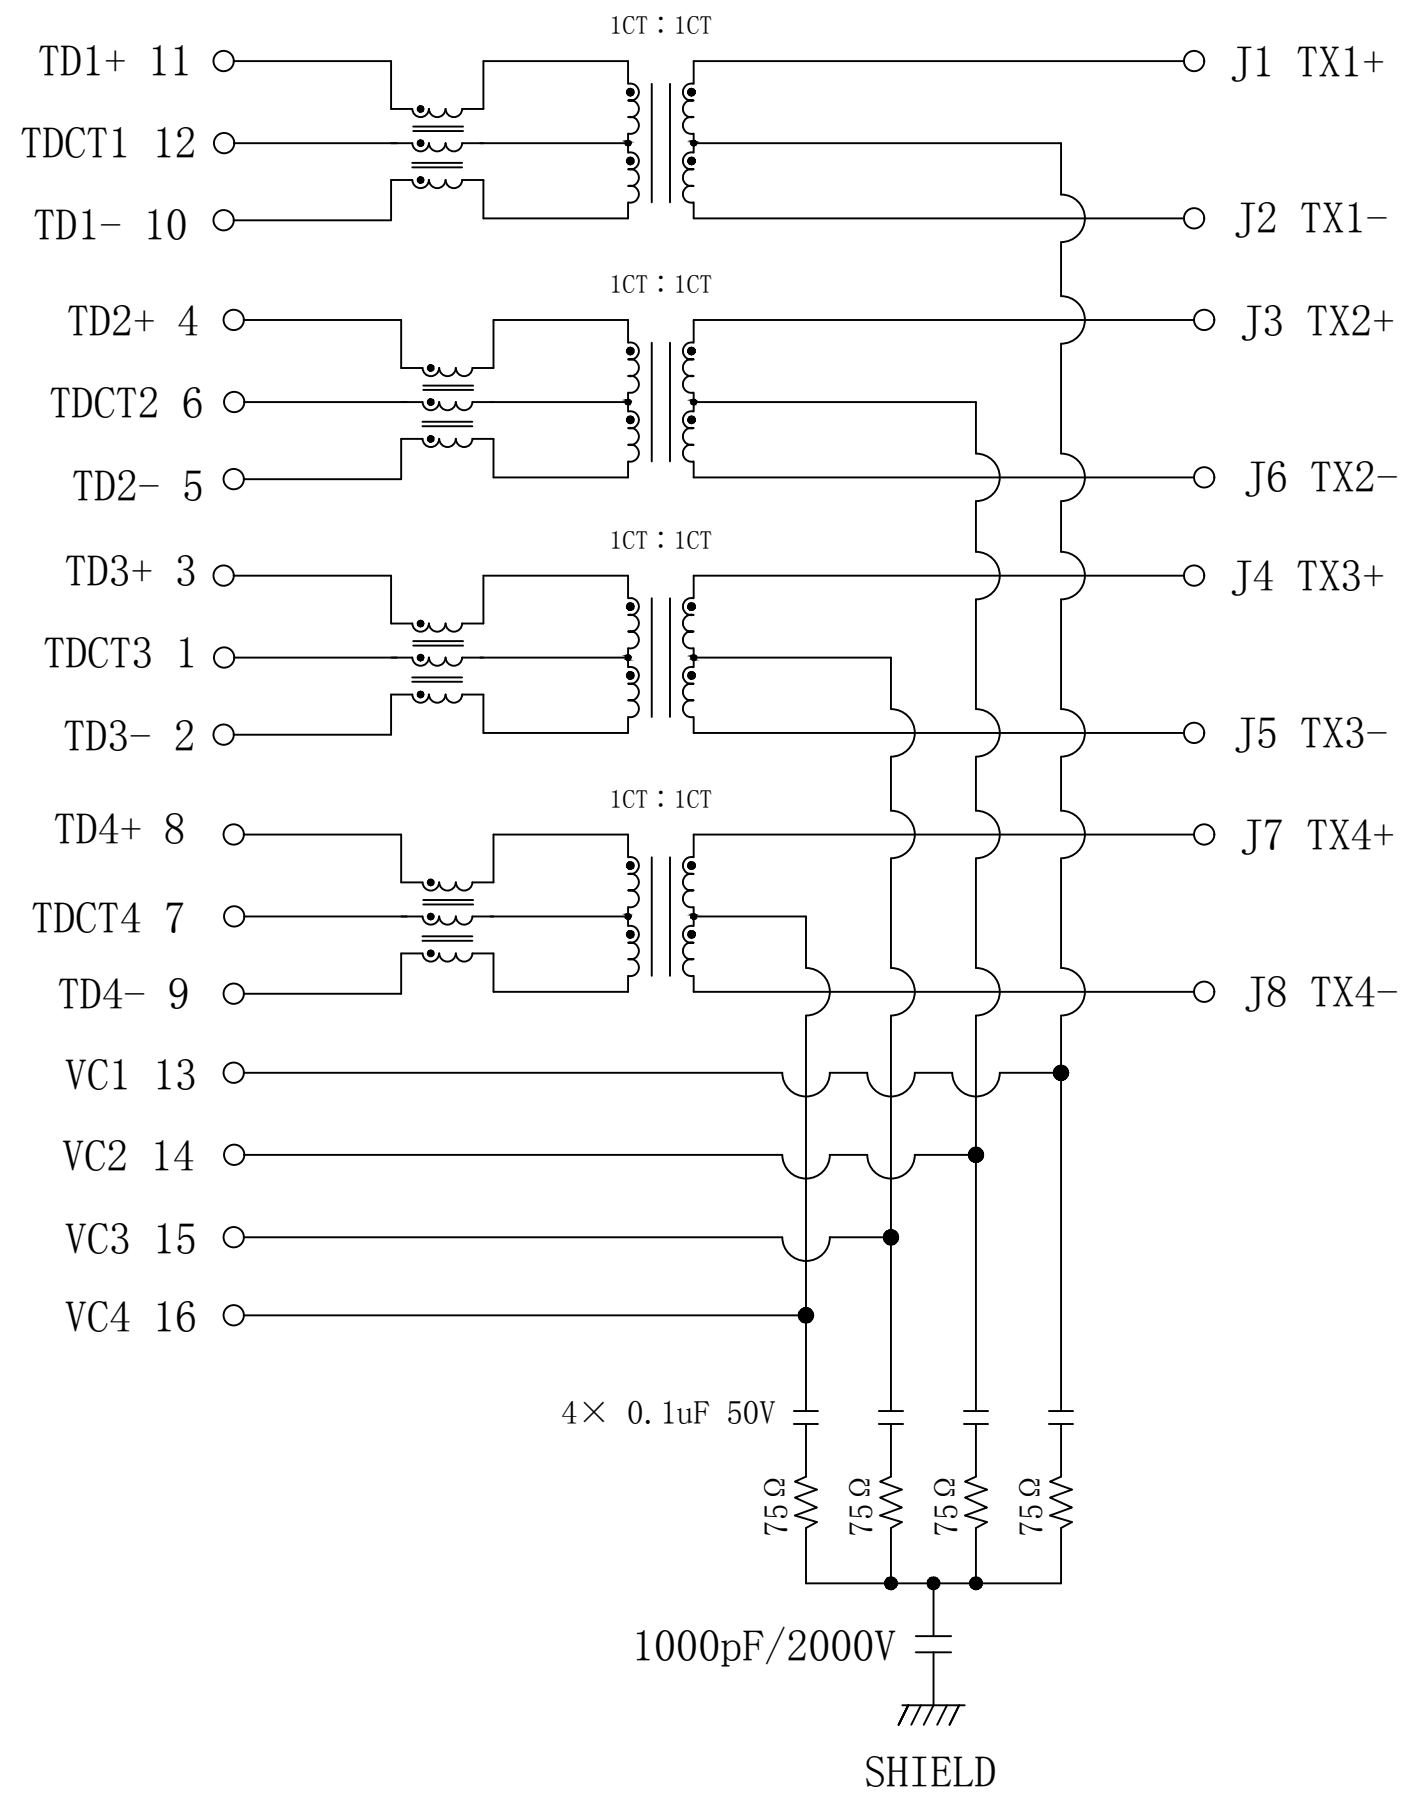 1CT：1CT
TD1+ 11
J1 TX1+
TDCT1 12
TD1- 10
J2 TX1-
1CT：1CT
TD2+ 4
J3 TX2+
TDCT2 6
TD2- 5
J6 TX2-
1CT：1CT
TD3+ 3
J4 TX3+
TDCT3 1
TD3- 2
J5 TX3-
1CT：1CT
TD4+ 8
J7 TX4+
TDCT4 7
TD4- 9
J8 TX4-
VC1 13
VC2 14
VC3 15
VC4 16
4× 0.1uF 50V
75Ω
75Ω
75Ω
75Ω
1000pF/2000V
SHIELD